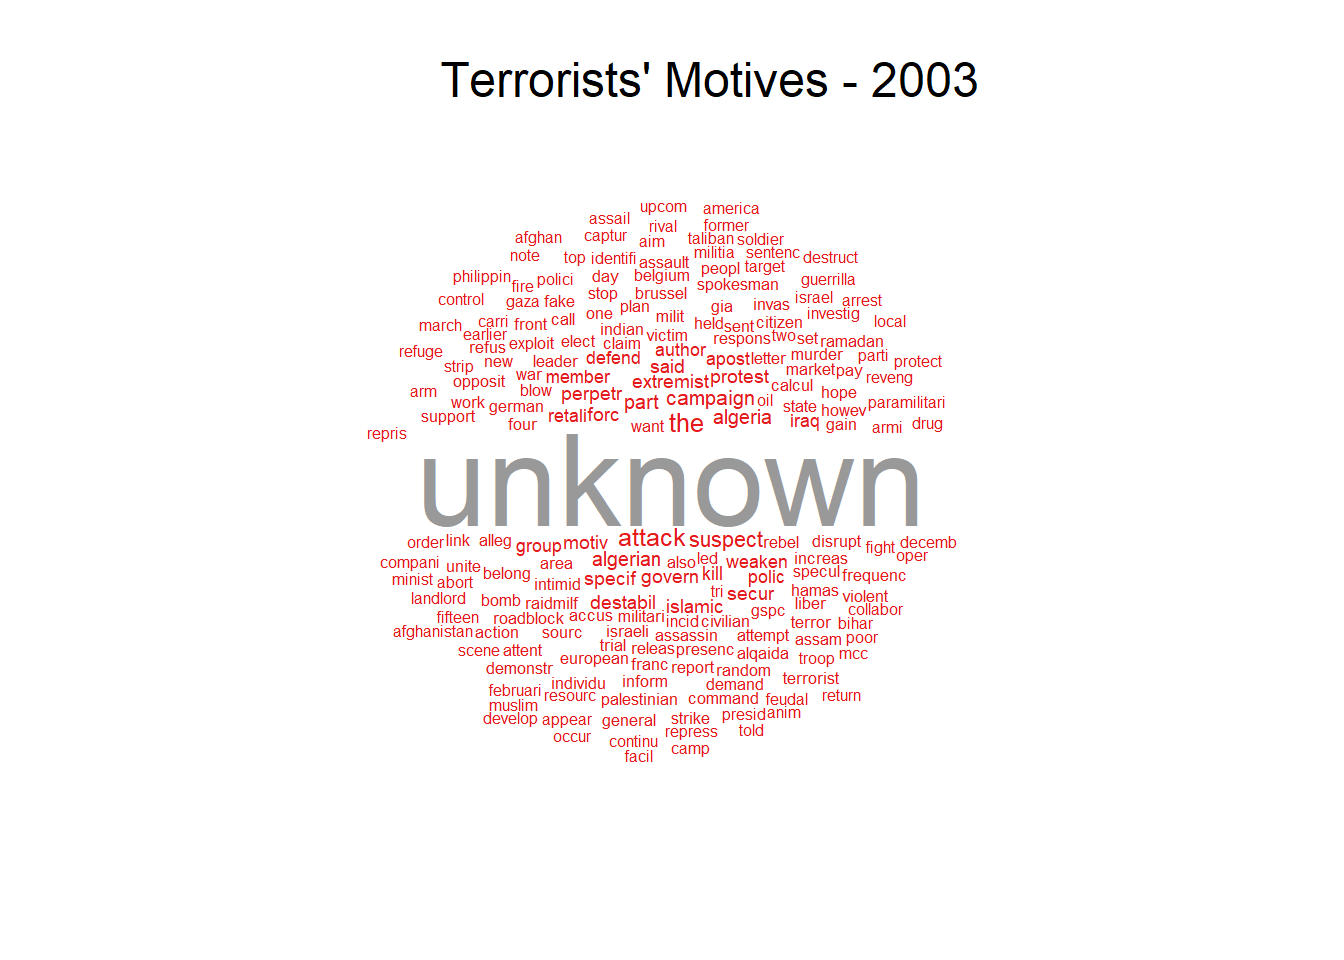 Terrorists' Motives - 2003
upcom america
assail rival former
afghan captur aim taliban soldier
note top identifi assault militia sentenc destruct
philippin fire polici day belgium peopl target guerrilla
control gaza fake stop brussel spokesman israel arrest
march carri front call one plan milit gia invas investig local
earlier exploit elect indian claim victim held sent citizen two set ramadan
refuge refus new leader defend said author apost letter respons murder parti protect
strip war member extremist protest market pay reveng
arm opposit blow perpetr part campaign oil calcul hope paramilitari
work german retali forc want the algeria state iraq howev gain armi drug
repris support four
unknown
order link alleg group motiv attack suspect rebel disrupt fight decemb
compani unite area algerian also led weaken increas oper
minist abort belong intimid specif govern kill polic specul frequenc
landlord bomb raid milf destabil islamic tri secur hamas liber violent
fifteen roadblock accus militari incid civilian gspc terror bihar collabor
afghanistan action sourc israeli assassin attempt assam poor
scene attent trial releas presenc alqaida troop mcc
demonstr european franc report random terrorist
februari individu inform demand return
muslim resourc palestinian command feudal
develop appear general strike presid anim
occur continu repress told
facil camp